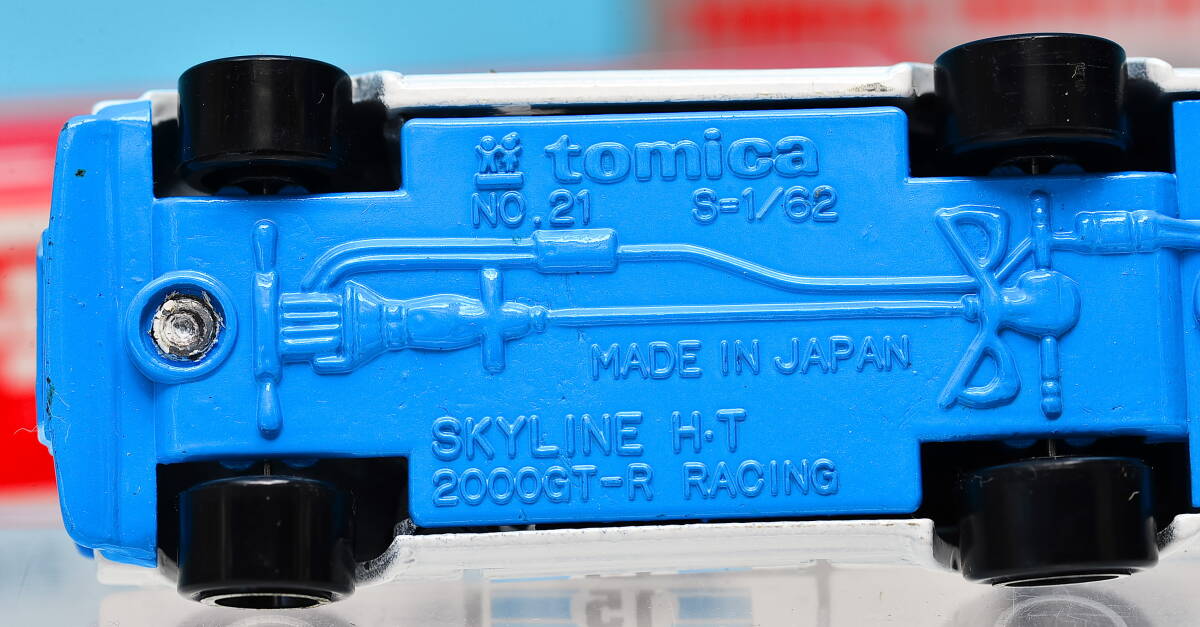 tomica
NO.21 S=1/62
MADE IN JAPAN
SKYLINE H·T
2000GT-R RACING